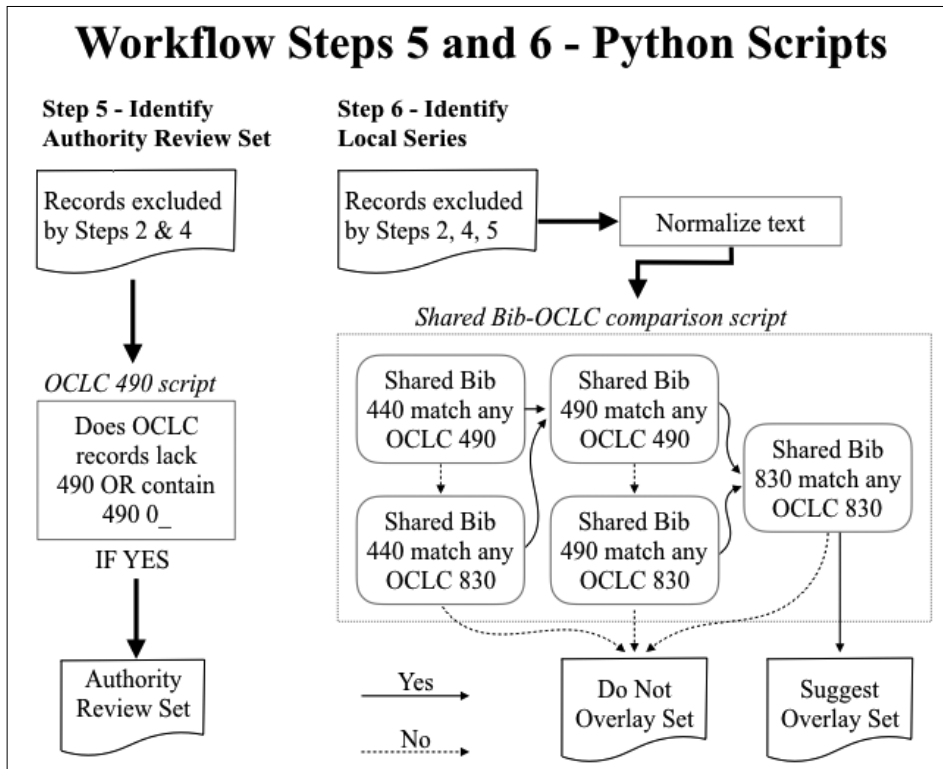 Workflow Steps 5 and 6 - Python Scripts
Step 5 - Identify
Authority Review Set
Records excluded
by Steps 2 & 4
OCLC 490 script
Does OCLC
records lack
490 OR contain
490 0_
IF YES
Authority
Review Set
Step 6 - Identify
Local Series
Records excluded
by Steps 2, 4, 5
Normalize text
Shared Bib-OCLC comparison script
Shared Bib
440 match any
OCLC 490
Shared Bib
440 match any
OCLC 830
Shared Bib
490 match any
OCLC 490
Shared Bib
490 match any
OCLC 830
Shared Bib
830 match any
OCLC 830
Yes
No
Do Not
Overlay Set
Suggest
Overlay Set